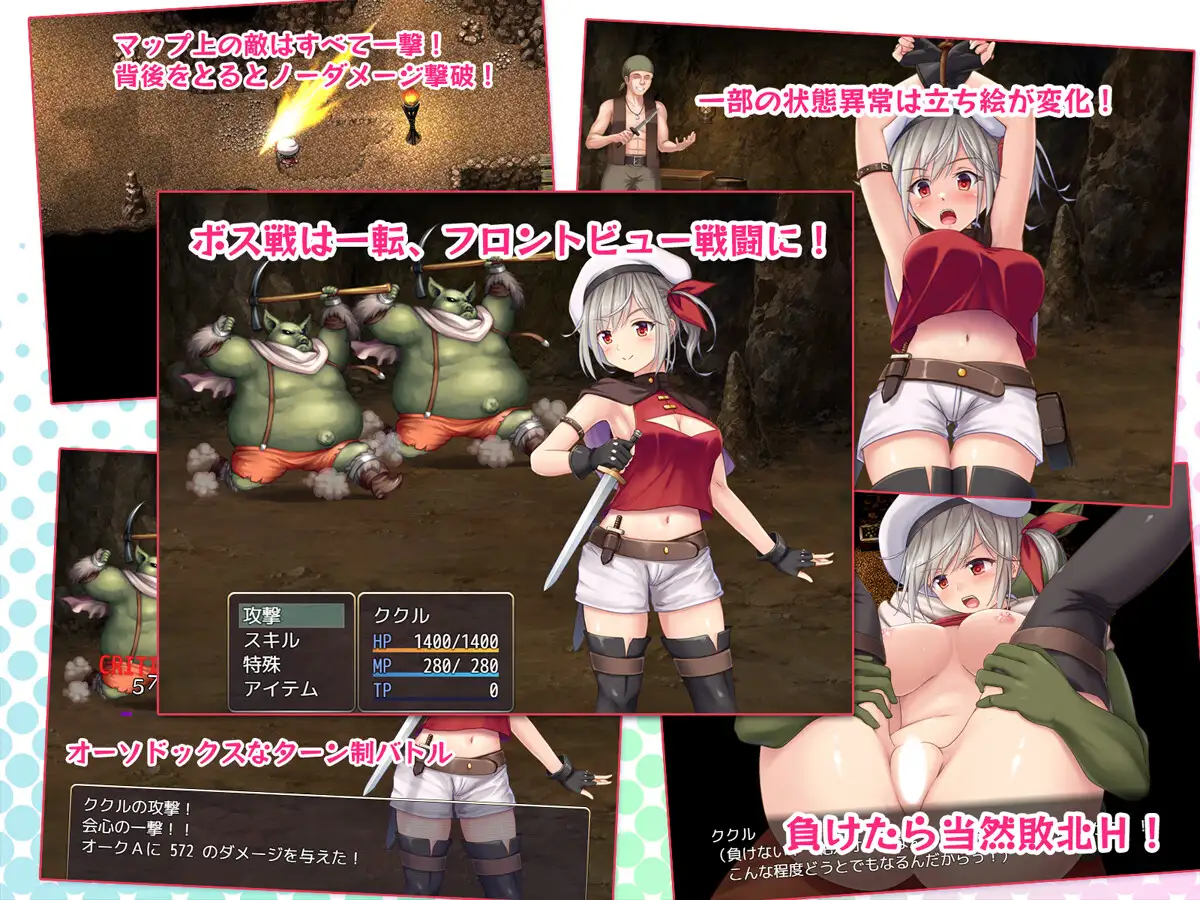 マップ上の敵はすべて一撃！
背後をとるとノーダメージ撃破！
一部の状態異常は立ち絵が変化！
ボス戦は一転、フロントビュー戦闘に！
攻撃
スキル
特殊
アイテム
ククル
HP 1400/1400
MP 280/ 280
TP 0
CRITI
57
オーソドックスなターン制バトル
ククルの攻撃！
会心の一撃！！
オークAに 572 のダメージを与えた！
負けたら当然敗北H！
ククル
（負けない
こんな程度どうとでもなるんだからっ！）